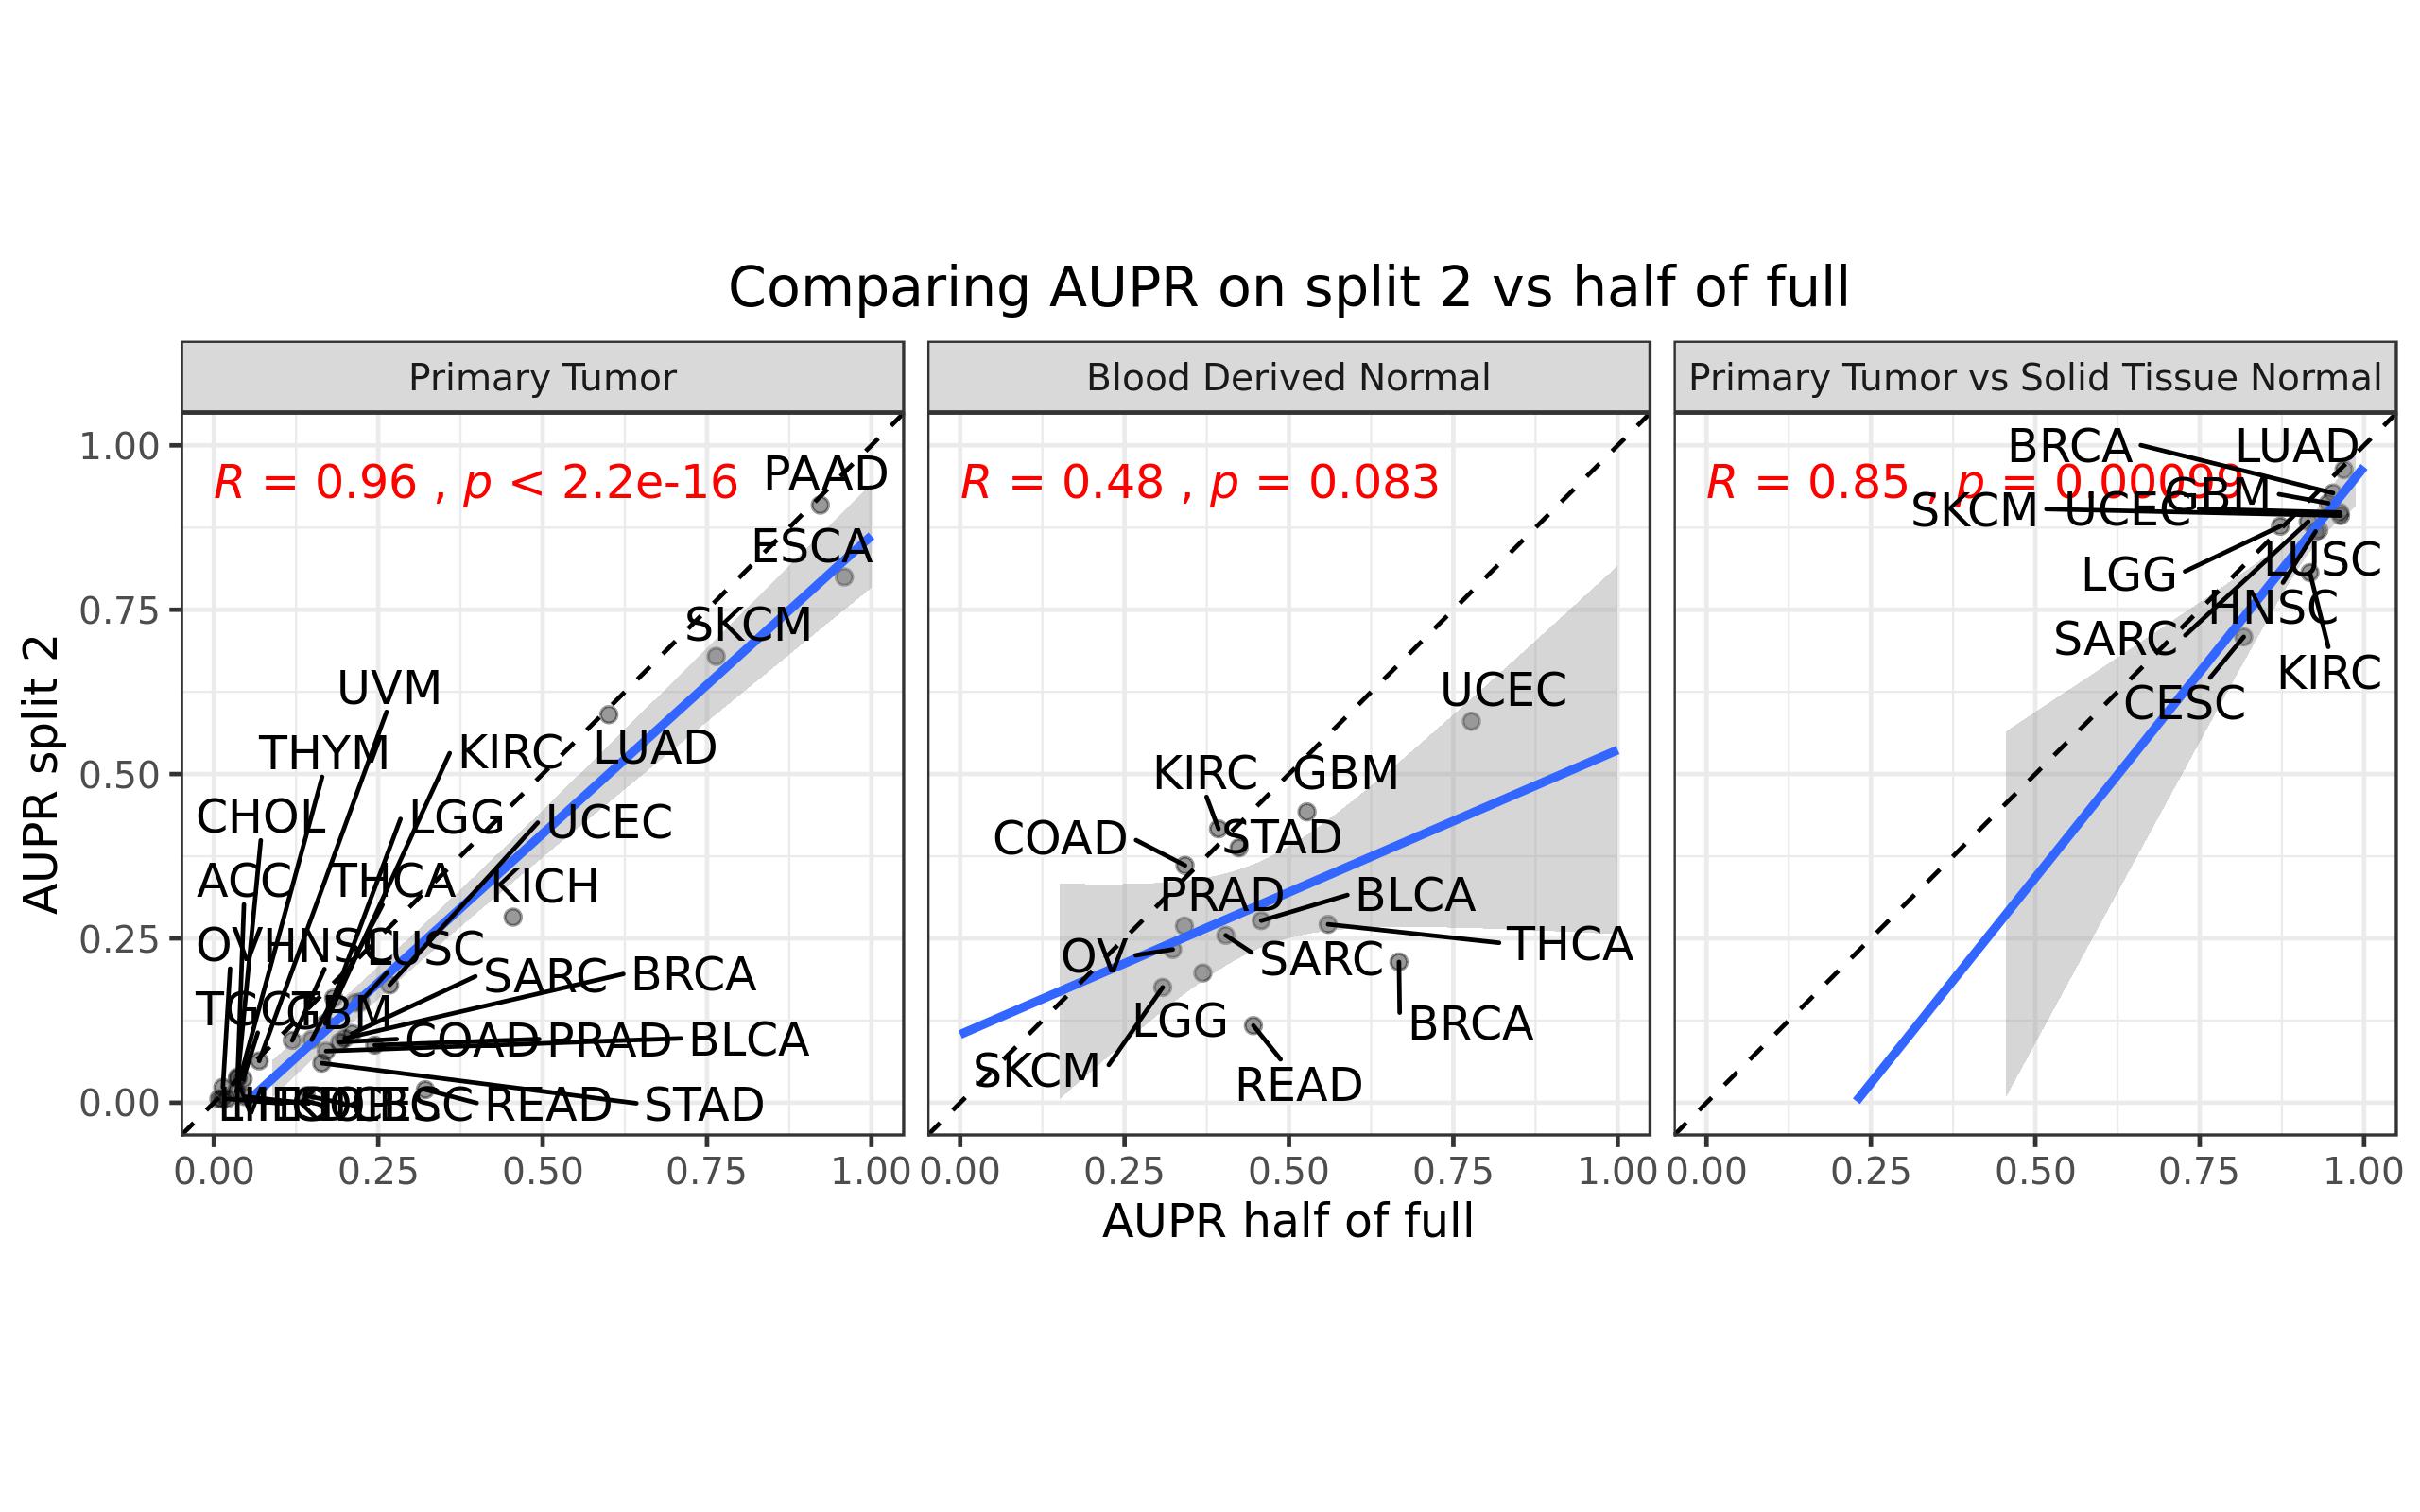 Comparing AUPR on split 2 vs half of full
Primary Tumor
Blood Derived Normal
Primary Tumor vs Solid Tissue Normal
AUPR split 2
1.00
0.75
0.50
0.25
0.00
R = 0.96 , p < 2.2e-16
PAAD
ESCA
SKCM
UVM
THYM
KIRC
LUAD
CHOL
LGG
UCEC
ACC
THCA
KICH
OV
HNSC
LUSC
SARC
BRCA
TGCT
GBM
COAD
PRAD
BLCA
READ
STAD
R = 0.48 , p = 0.083
UCEC
KIRC
GBM
COAD
STAD
PRAD
BLCA
OV
SARC
THCA
LGG
BRCA
SKCM
READ
R = 0.85 , p = 0.00099
BRCA
LUAD
SKCM
UCEC
GBM
LGG
LUSC
HNSC
SARC
KIRC
CESC
0.00 0.25 0.50 0.75 1.00
0.00 0.25 0.50 0.75 1.00
0.00 0.25 0.50 0.75 1.00
AUPR half of full